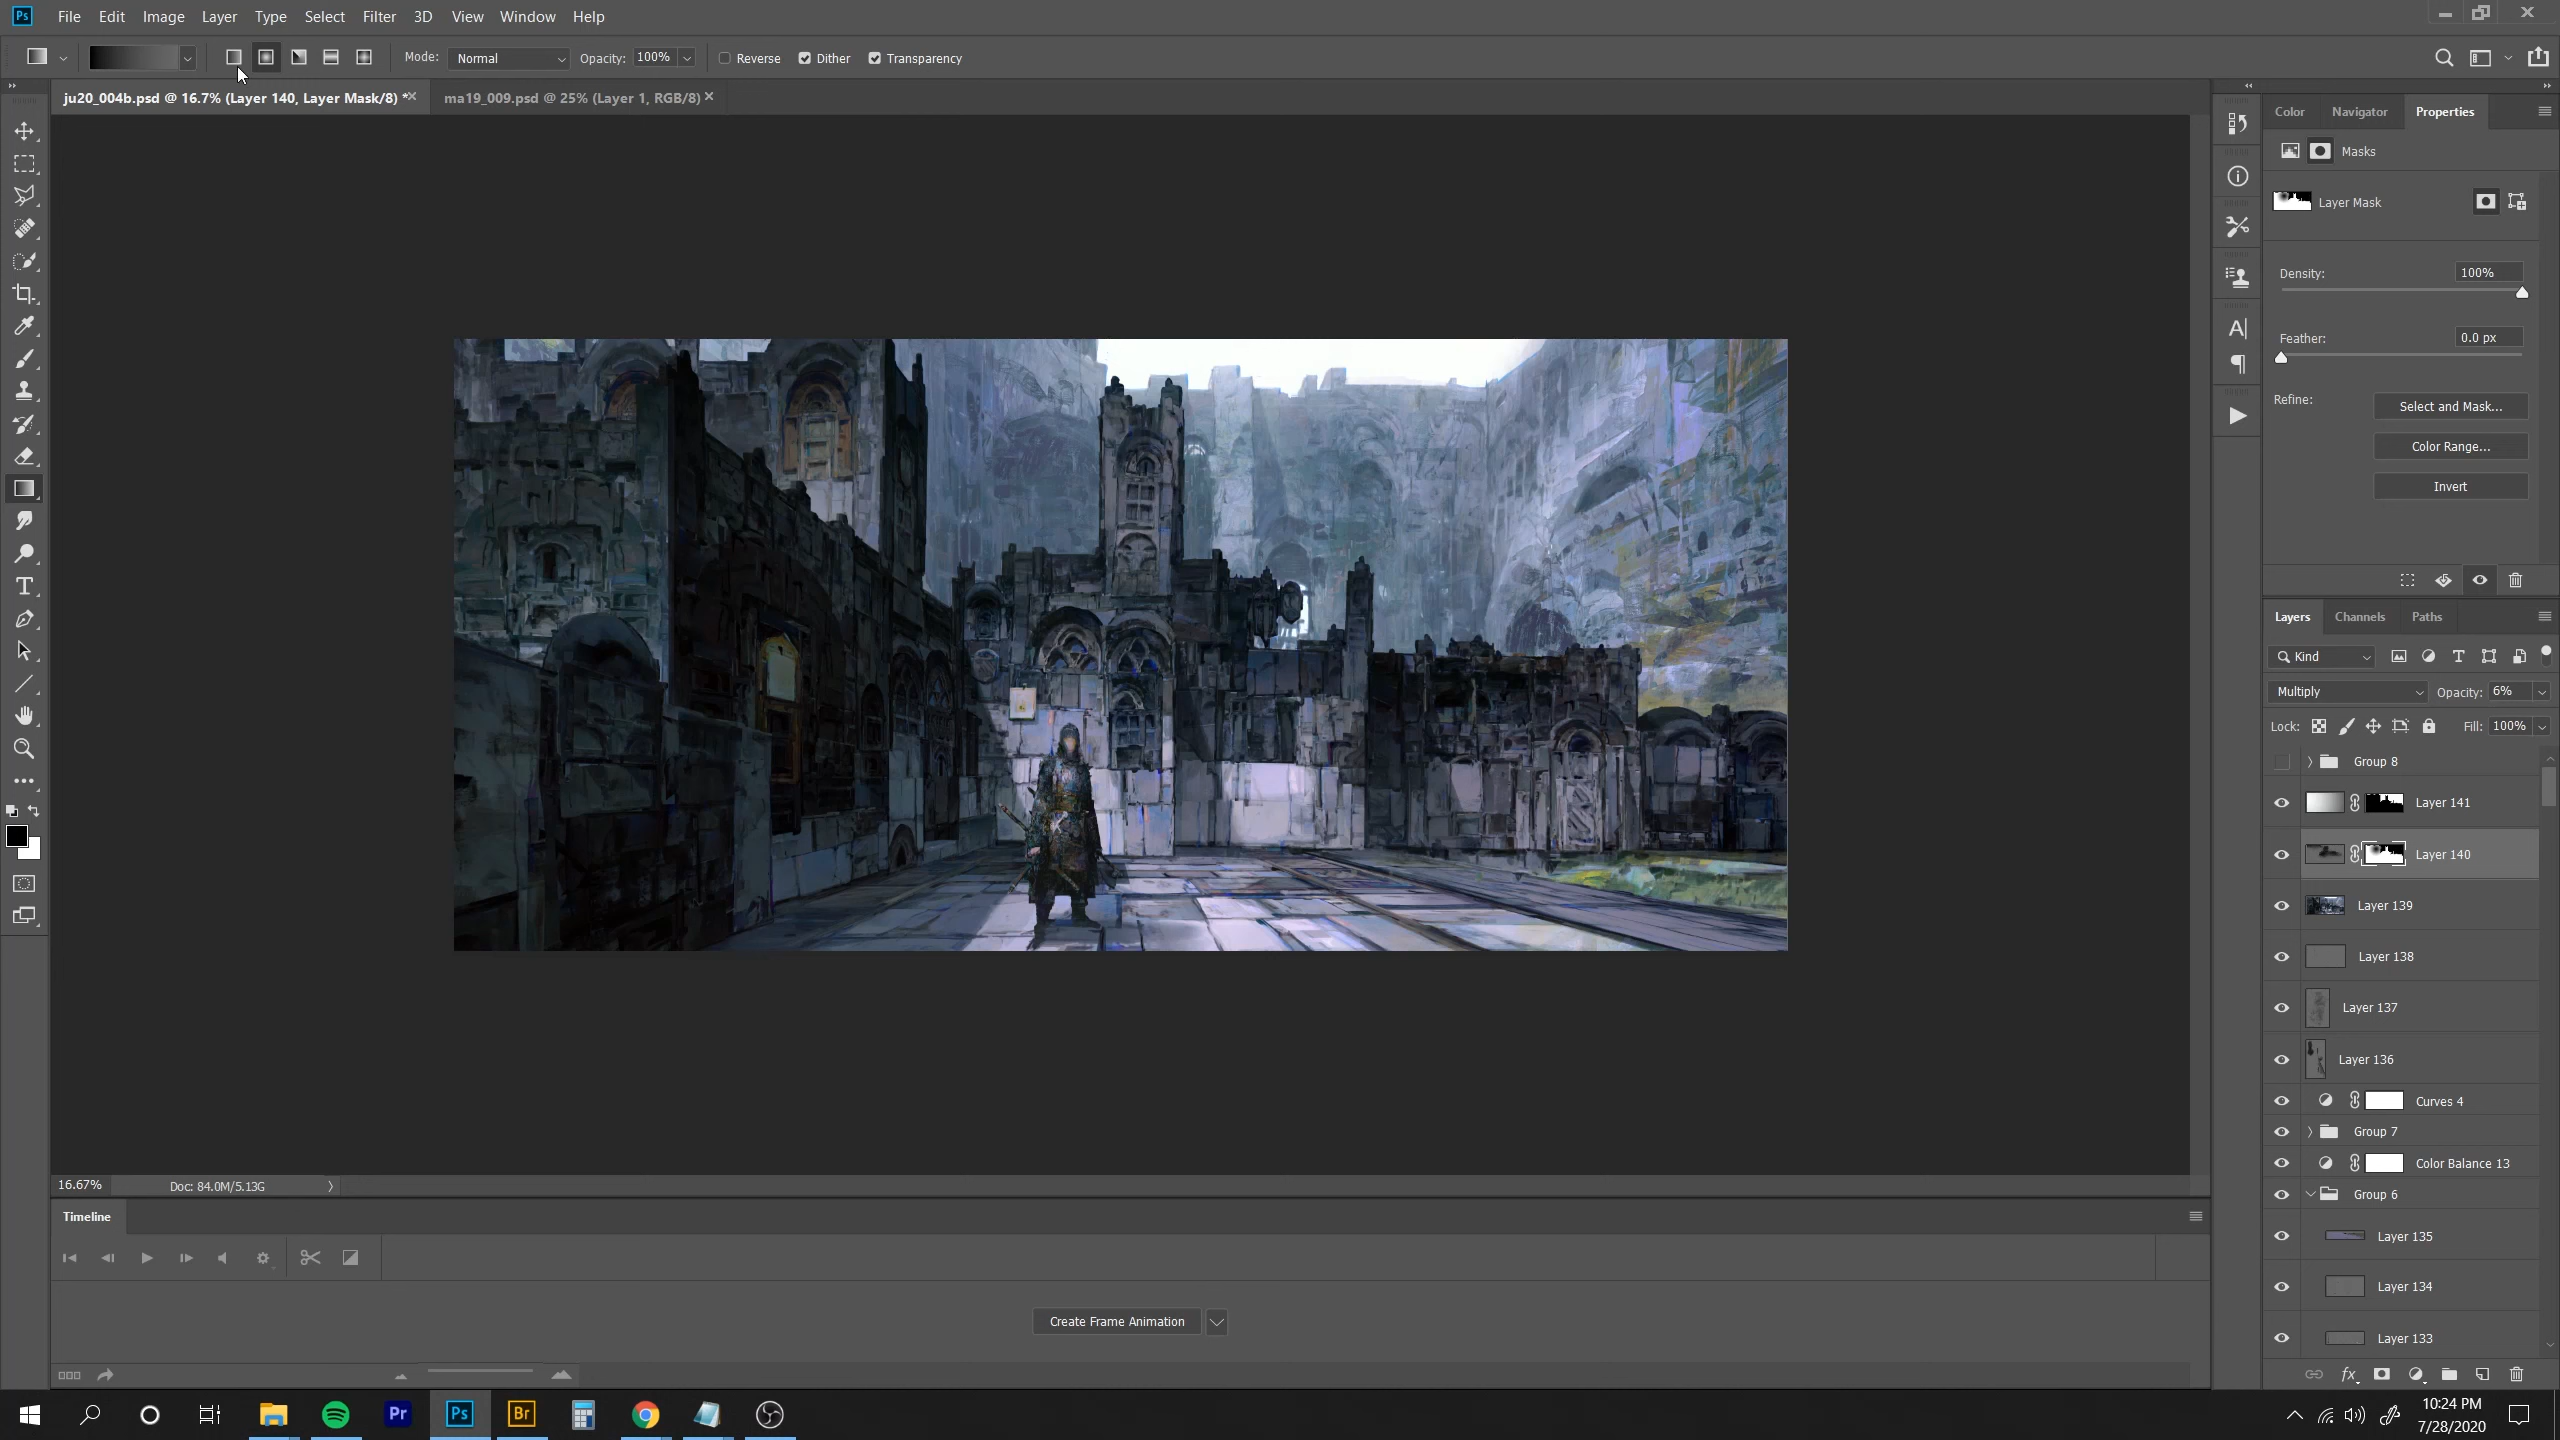 Ps File Edit Image Layer Type Select Filter 3D View Window Help
Mode: Normal Opacity: 100% Reverse Dither Transparency
ju20_004b.psd @ 16.7% (Layer 140, Layer Mask/8) * ma19_009.psd @ 25% (Layer 1, RGB/8)
Color Navigator Properties
Masks
Layer Mask
Density: 100%
Feather: 0.0 px
Refine: Select and Mask...
Color Range...
Invert
Layers Channels Paths
Kind
Multiply Opacity: 6%
Lock: Fill: 100%
Group 8
Layer 141
Layer 140
Layer 139
Layer 138
Layer 137
Layer 136
Curves 4
Group 7
Color Balance 13
Group 6
Layer 135
Layer 134
Layer 133
16.67% Doc: 84.0M/5.13G
Timeline
Create Frame Animation
Pr Ps Br
10:24 PM
7/28/2020